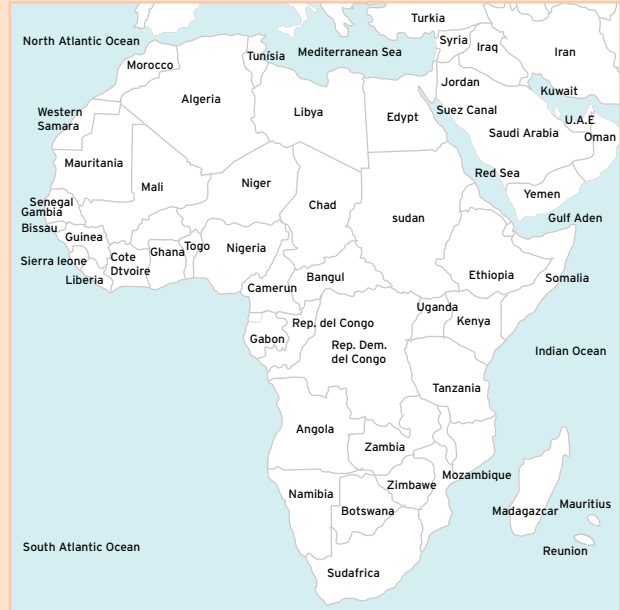 Turkia
North Atlantic Ocean
Mediterranean Sea
Syria
Iraq
Iran
Morocco
Tunísia
Jordan
Kuwait
Algeria
Libya
Edypt
Suez Canal
U.A.E
Western
Samara
Saudi Arabia
Oman
Mauritania
Mali
Niger
Red Sea
Yemen
Senegal
Gambia
Chad
sudan
Gulf Aden
Bissau
Guinea
Sierra leone
Cote
Dtvoire
Ghana
Togo
Nigeria
Liberia
Camerun
Bangul
Ethiopia
Somalia
Uganda
Kenya
Gabon
Rep. del Congo
Rep. Dem.
del Congo
Indian Ocean
Tanzania
Angola
Zambia
Mozambique
Zimbawe
Namibia
Botswana
Madagazcar
Mauritius
South Atlantic Ocean
Reunion
Sudafrica